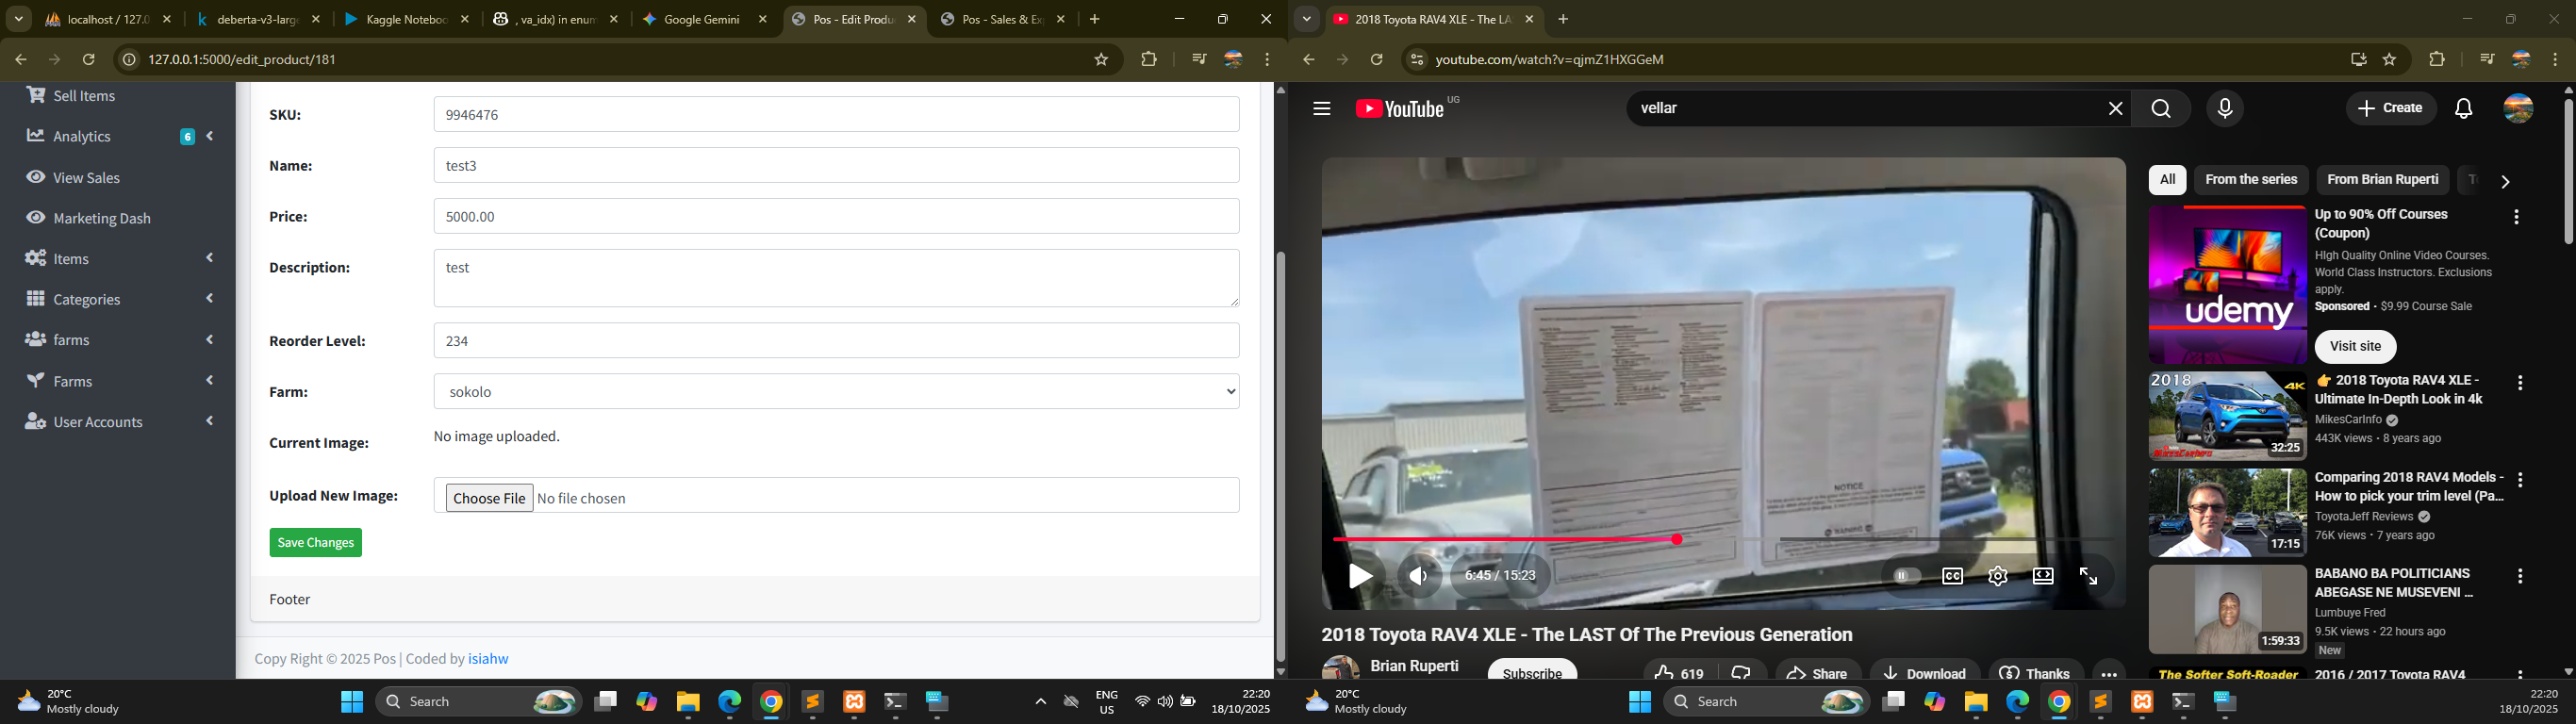 localhost / 127.0
deberta-v3-larg
Kaggle Noteboo
, va_idx) in enum
Google Gemini
Pos - Edit Produ
Pos - Sales & Ex
127.0.0.1:5000/edit_product/181
Sell Items
Analytics
6
View Sales
Marketing Dash
Items
Categories
farms
Farms
User Accounts
SKU:
9946476
Name:
test3
Price:
5000.00
Description:
test
Reorder Level:
234
Farm:
sokolo
Current Image:
No image uploaded.
Upload New Image:
Choose File No file chosen
Save Changes
Footer
Copy Right © 2025 Pos | Coded by isiahw
20°C
Mostly cloudy
Search
ENG
US
22:20
18/10/2025
2018 Toyota RAV4 XLE - The LA
youtube.com/watch?v=qjmZ1HXGGeM
YouTube UG
vellar
Create
NOTICE
6:45 / 15:23
CC
2018 Toyota RAV4 XLE - The LAST Of The Previous Generation
Brian Ruperti
Subscribe
619
Share
Download
Thanks
All
From the series
From Brian Ruperti
udemy
Up to 90% Off Courses
(Coupon)
HIgh Quality Online Video Courses.
World Class Instructors. Exclusions
apply.
Sponsored • $9.99 Course Sale
Visit site
2018
4K
32:25
👉 2018 Toyota RAV4 XLE -
Ultimate In-Depth Look in 4k
MikesCarInfo
443K views • 8 years ago
17:15
Comparing 2018 RAV4 Models -
How to pick your trim level (Pa...
ToyotaJeff Reviews
76K views • 7 years ago
1:59:33
BABANO BA POLITICIANS
ABEGASE NE MUSEVENI ...
Lumbuye Fred
9.5K views • 22 hours ago
New
The Softer Soft-Roader
2016 / 2017 Toyota RAV4
20°C
Mostly cloudy
Search
22:20
18/10/2025